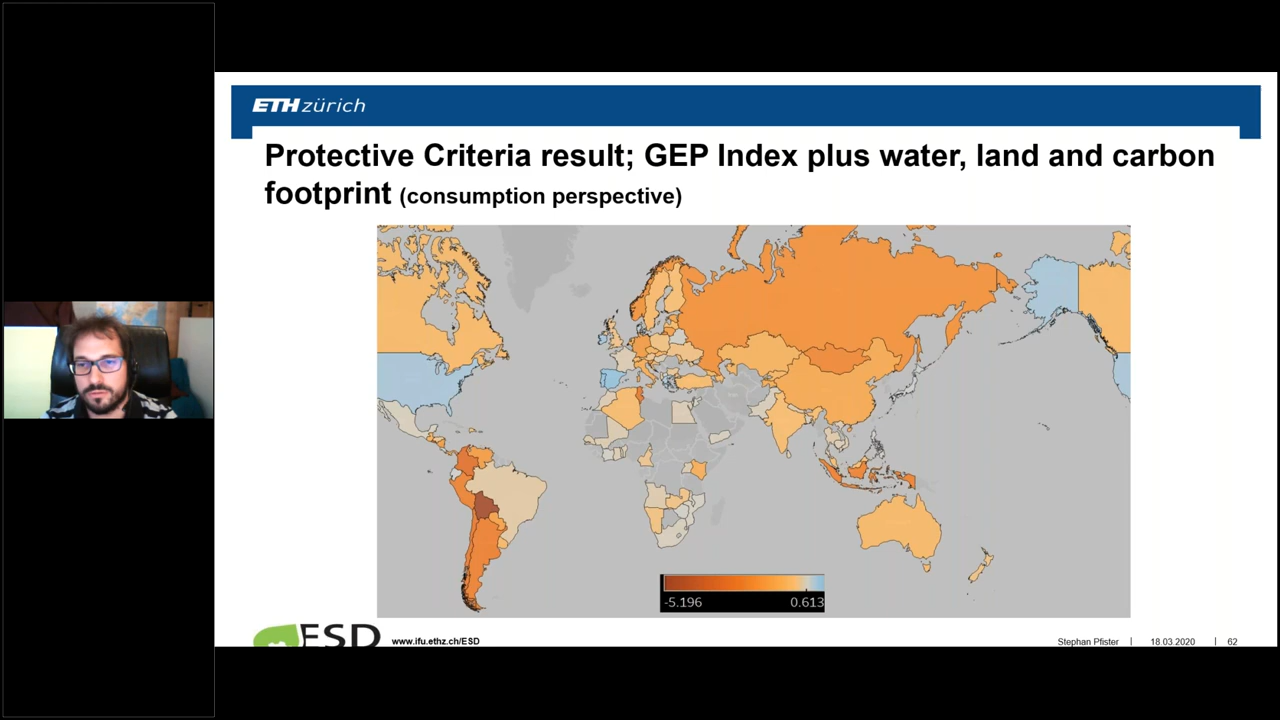 ETH zürich
Protective Criteria result; GEP Index plus water, land and carbon
footprint (consumption perspective)
-5.196 0.613
ESD www.ifu.ethz.ch/ESD Stephan Pfister | 18.03.2020 | 62